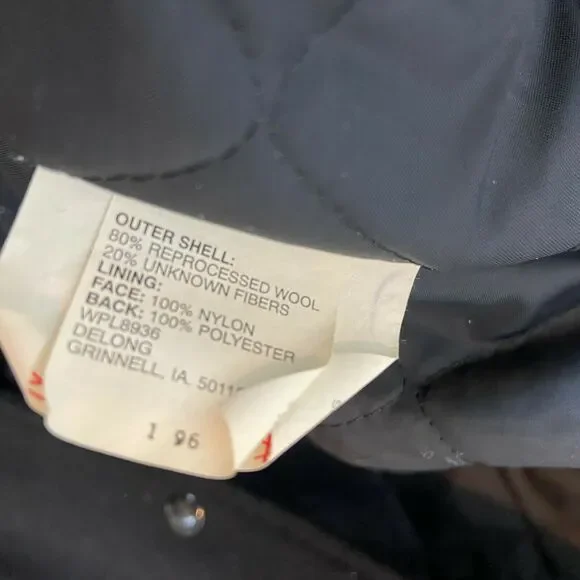 OUTER SHELL:
80% REPROCESSED WOOL
20% UNKNOWN FIBERS
LINING:
FACE: 100% NYLON
BACK: 100% POLYESTER
WPL8936
DELONG
GRINNELL, IA.
1 96